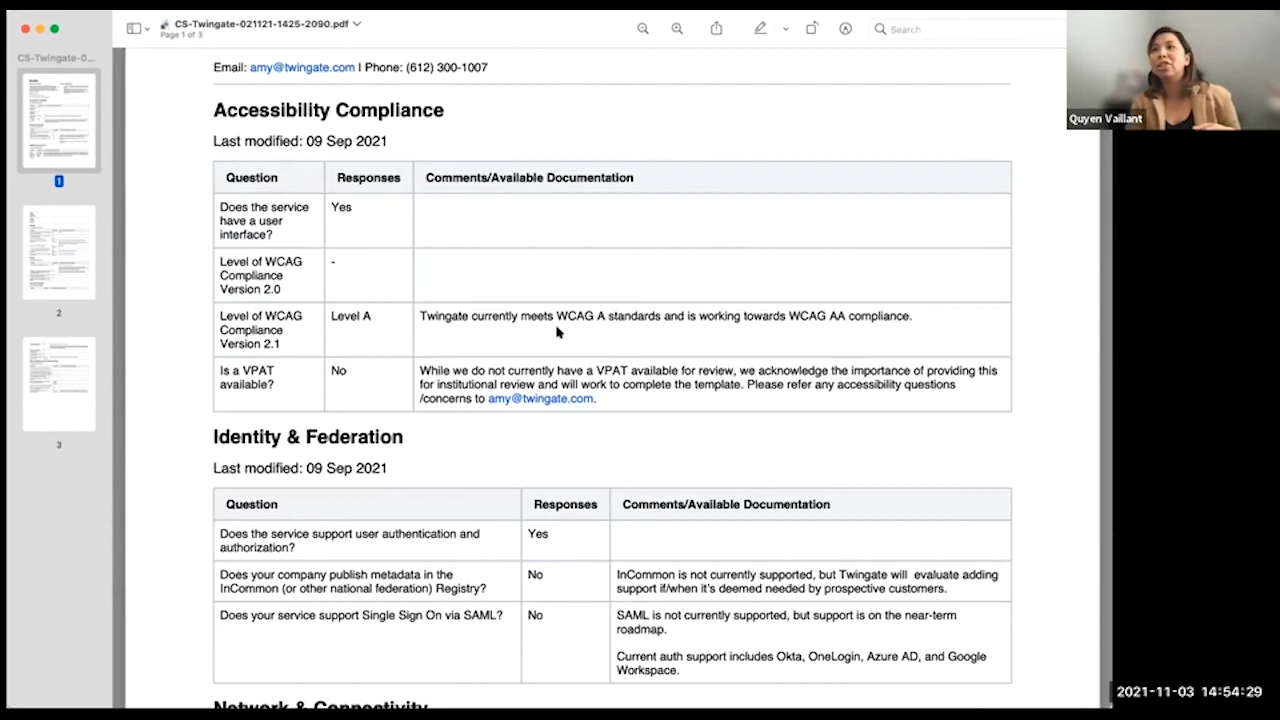 CS-Twingate-021121-1425-2090.pdf
Page 1 of 3
Search
CS-Twingate-0...
1
2
3
Quyen Vaillant
Email: amy@twingate.com I Phone: (612) 300-1007
Accessibility Compliance
Last modified: 09 Sep 2021
Question Responses Comments/Available Documentation
Does the service Yes
have a user
interface?
Level of WCAG -
Compliance
Version 2.0
Level of WCAG Level A Twingate currently meets WCAG A standards and is working towards WCAG AA compliance.
Compliance
Version 2.1
Is a VPAT No While we do not currently have a VPAT available for review, we acknowledge the importance of providing this
available? for institutional review and will work to complete the template. Please refer any accessibility questions
/concerns to amy@twingate.com.
Identity & Federation
Last modified: 09 Sep 2021
Question Responses Comments/Available Documentation
Does the service support user authentication and Yes
authorization?
Does your company publish metadata in the No InCommon is not currently supported, but Twingate will evaluate adding
InCommon (or other national federation) Registry? support if/when it's deemed needed by prospective customers.
Does your service support Single Sign On via SAML? No SAML is not currently supported, but support is on the near-term
roadmap.
Current auth support includes Okta, OneLogin, Azure AD, and Google
Workspace.
Network & Connectivity
2021-11-03 14:54:29